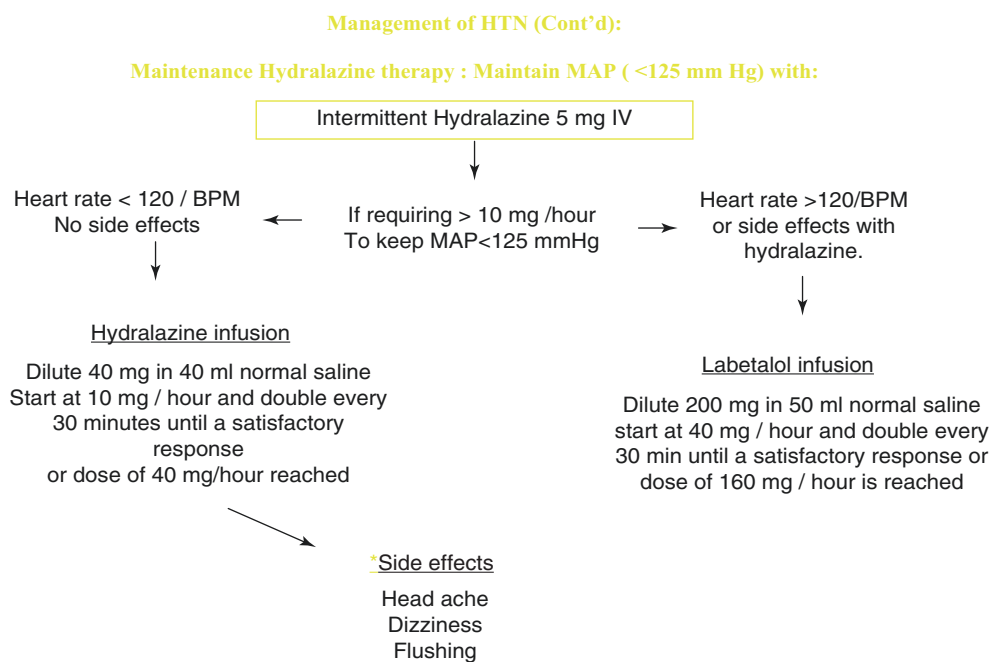 Management of HTN (Cont’d):
Maintenance Hydralazine therapy : Maintain MAP ( <125 mm Hg) with:
Intermittent Hydralazine 5 mg IV
Heart rate < 120 / BPM
No side effects
If requiring > 10 mg /hour
To keep MAP<125 mmHg
Heart rate >120/BPM
or side effects with
hydralazine.
Hydralazine infusion
Dilute 40 mg in 40 ml normal saline
Start at 10 mg / hour and double every
30 minutes until a satisfactory
response
or dose of 40 mg/hour reached
Labetalol infusion
Dilute 200 mg in 50 ml normal saline
start at 40 mg / hour and double every
30 min until a satisfactory response or
dose of 160 mg / hour is reached
*Side effects
Head ache
Dizziness
Flushing